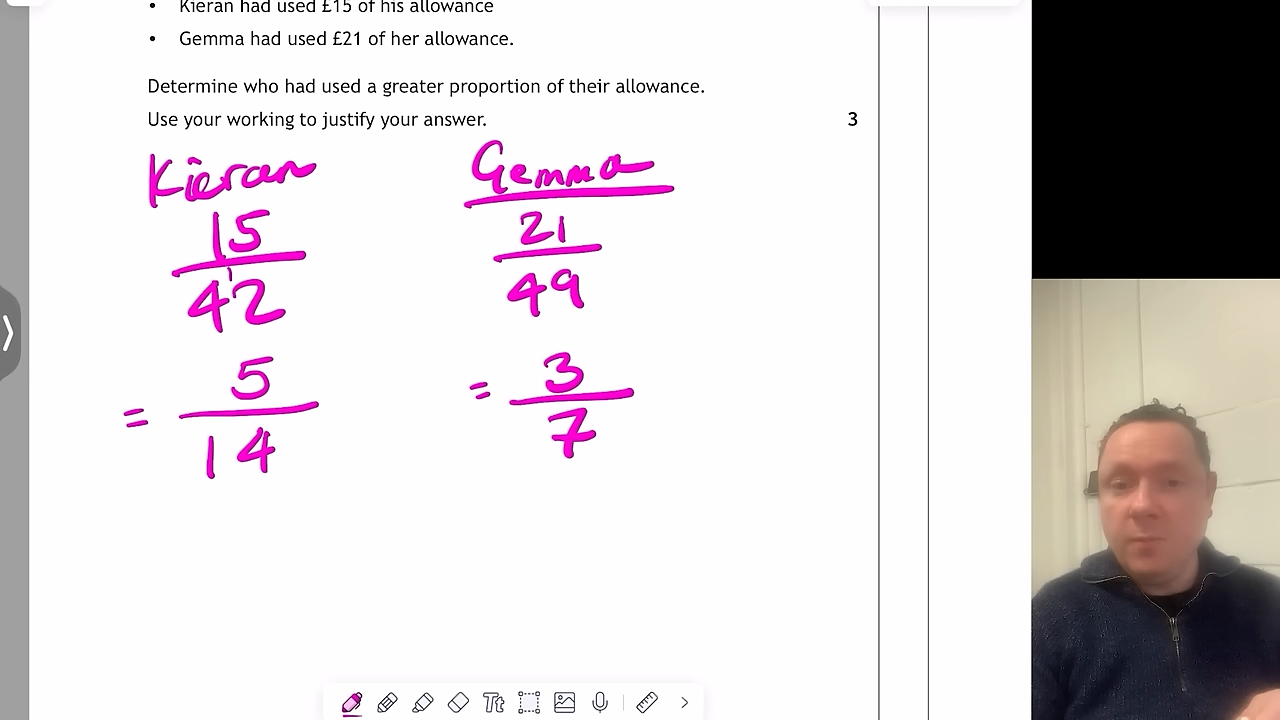 • Kieran had used £15 of his allowance
• Gemma had used £21 of her allowance.
Determine who had used a greater proportion of their allowance.
Use your working to justify your answer. 3
Kieran Gemma
15 21
42 49
5 3
= =
14 7
Tt